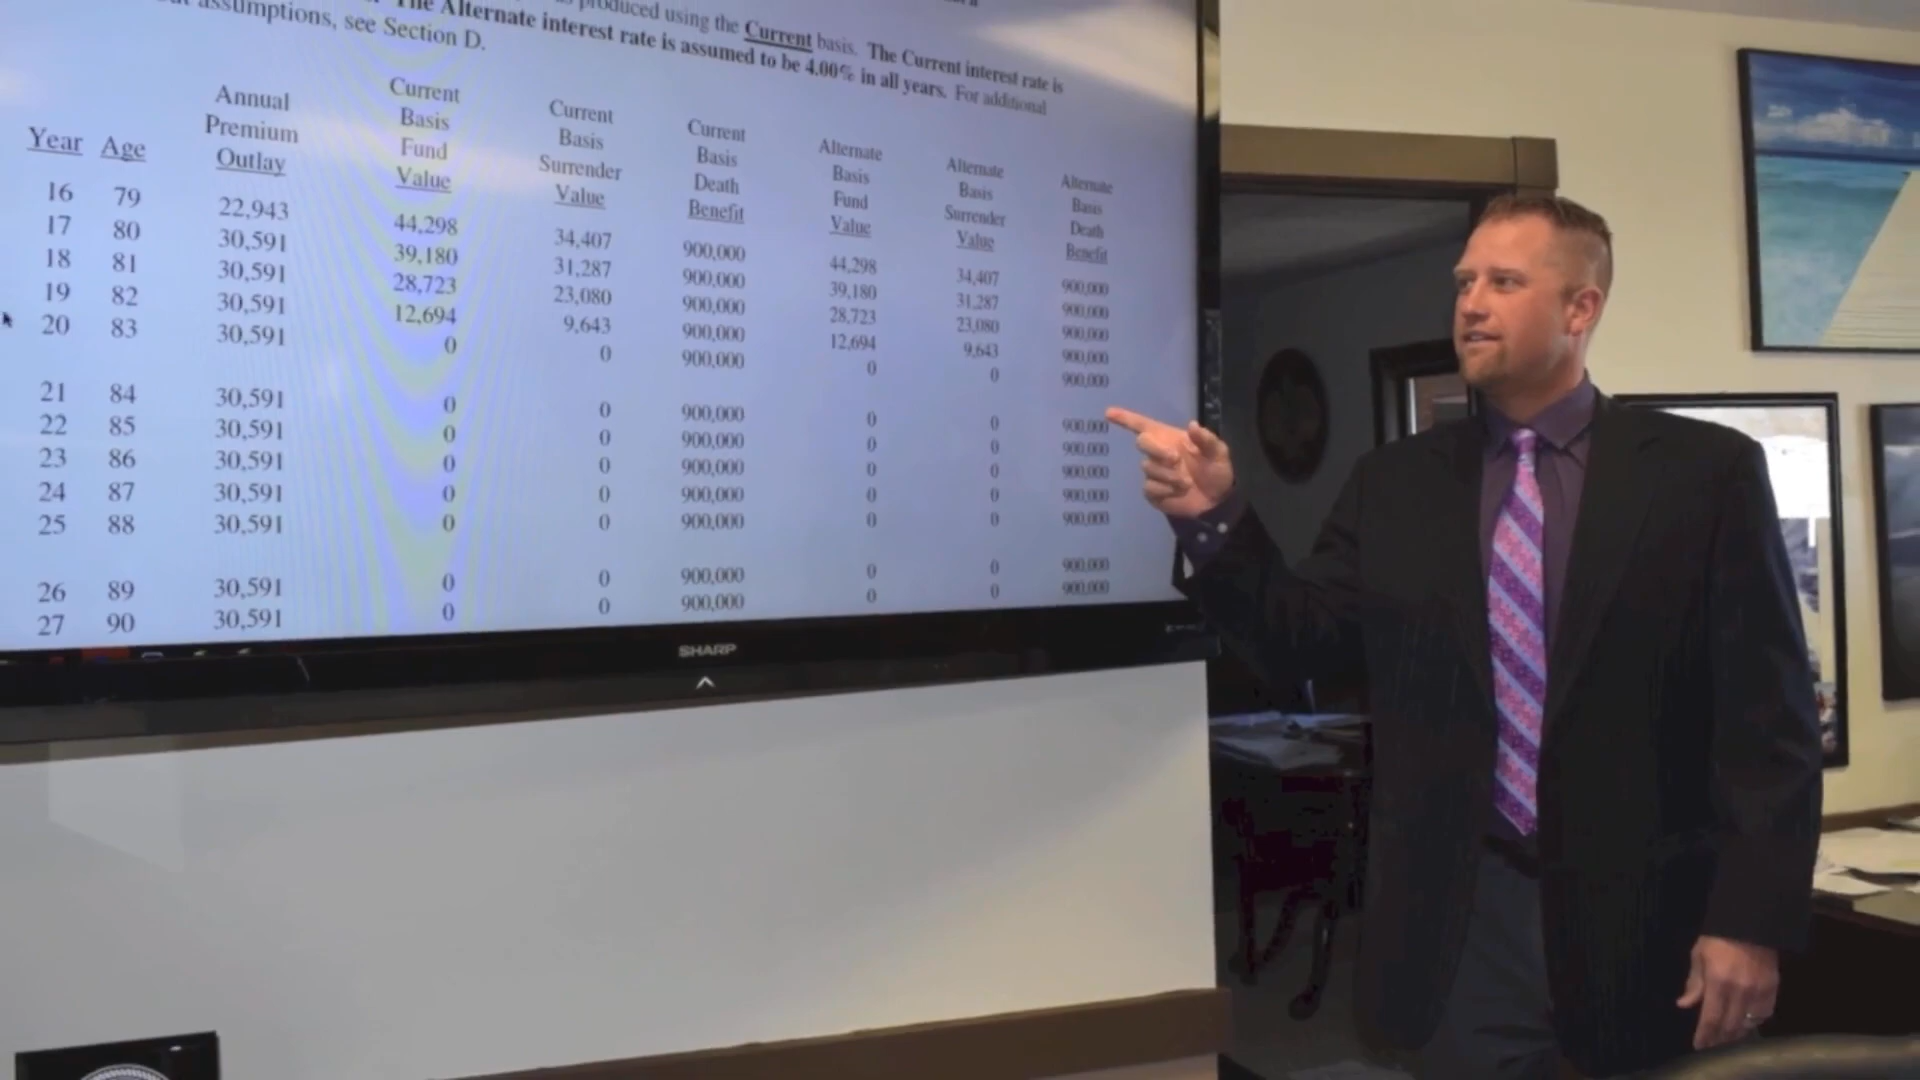 produced using the Current basis. The Current interest rate is
The Alternate interest rate is assumed to be 4.00% in all years. For additional
assumptions, see Section D.
Year Age Annual Premium Outlay Current Basis Fund Value Current Basis Surrender Value Current Basis Death Benefit Alternate Basis Fund Value Alternate Basis Surrender Value Alternate Basis Death Benefit
16 79 22,943 44,298 34,407 900,000 44,298 34,407 900,000
17 80 30,591 39,180 31,287 900,000 39,180 31,287 900,000
18 81 30,591 28,723 23,080 900,000 28,723 23,080 900,000
19 82 30,591 12,694 9,643 900,000 12,694 9,643 900,000
20 83 30,591 0 0 900,000 0 0 900,000
21 84 30,591 0 0 900,000 0 0 900,000
22 85 30,591 0 0 900,000 0 0 900,000
23 86 30,591 0 0 900,000 0 0 900,000
24 87 30,591 0 0 900,000 0 0 900,000
25 88 30,591 0 0 900,000 0 0 900,000
26 89 30,591 0 0 900,000 0 0 900,000
27 90 30,591 0 0 900,000 0 0 900,000
SHARP